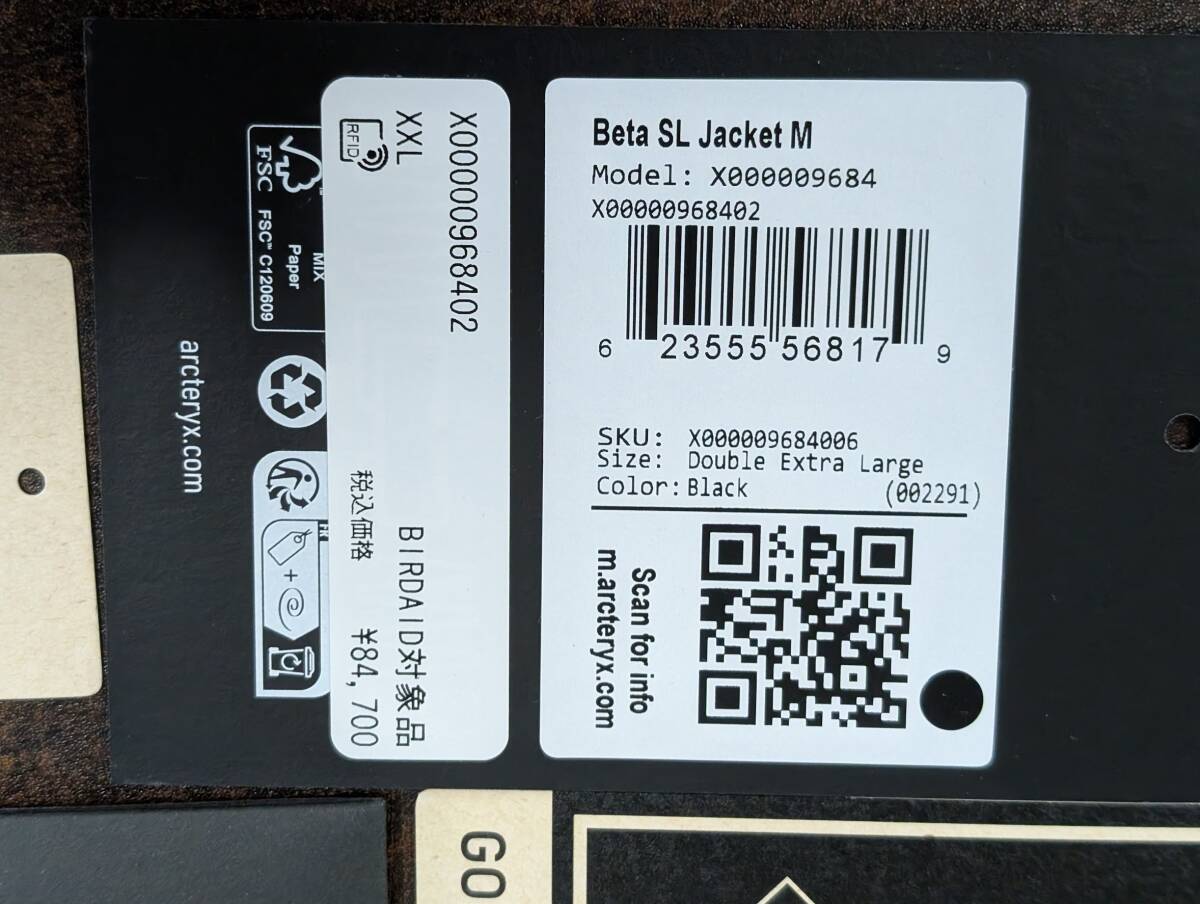 Beta SL Jacket M
Model: X000009684
X00000968402
6 23555 56817 9
SKU: X000009684006
Size: Double Extra Large
Color: Black (002291)
Scan for info
m.arcteryx.com
X00000968402
XXL
RFID
BIRDAID対象品
税込価格 ¥84,700
MIX
Paper
FSC™ C120609
FSC
FR
+
arcteryx.com
GO